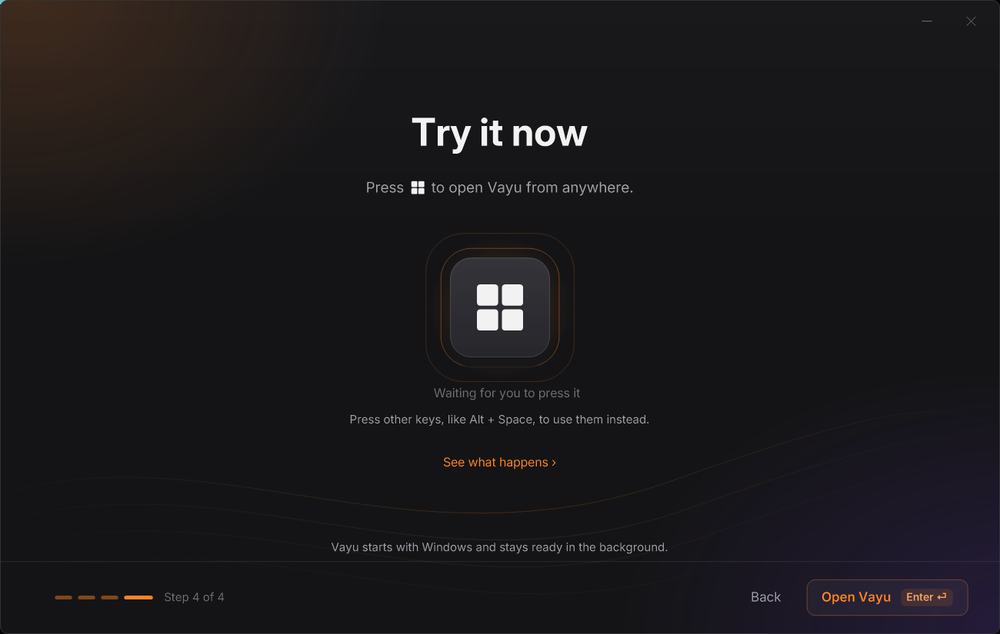 Try it now
Press to open Vayu from anywhere.
Waiting for you to press it
Press other keys, like Alt + Space, to use them instead.
See what happens ›
Vayu starts with Windows and stays ready in the background.
Step 4 of 4
Back
Open Vayu Enter ⏎